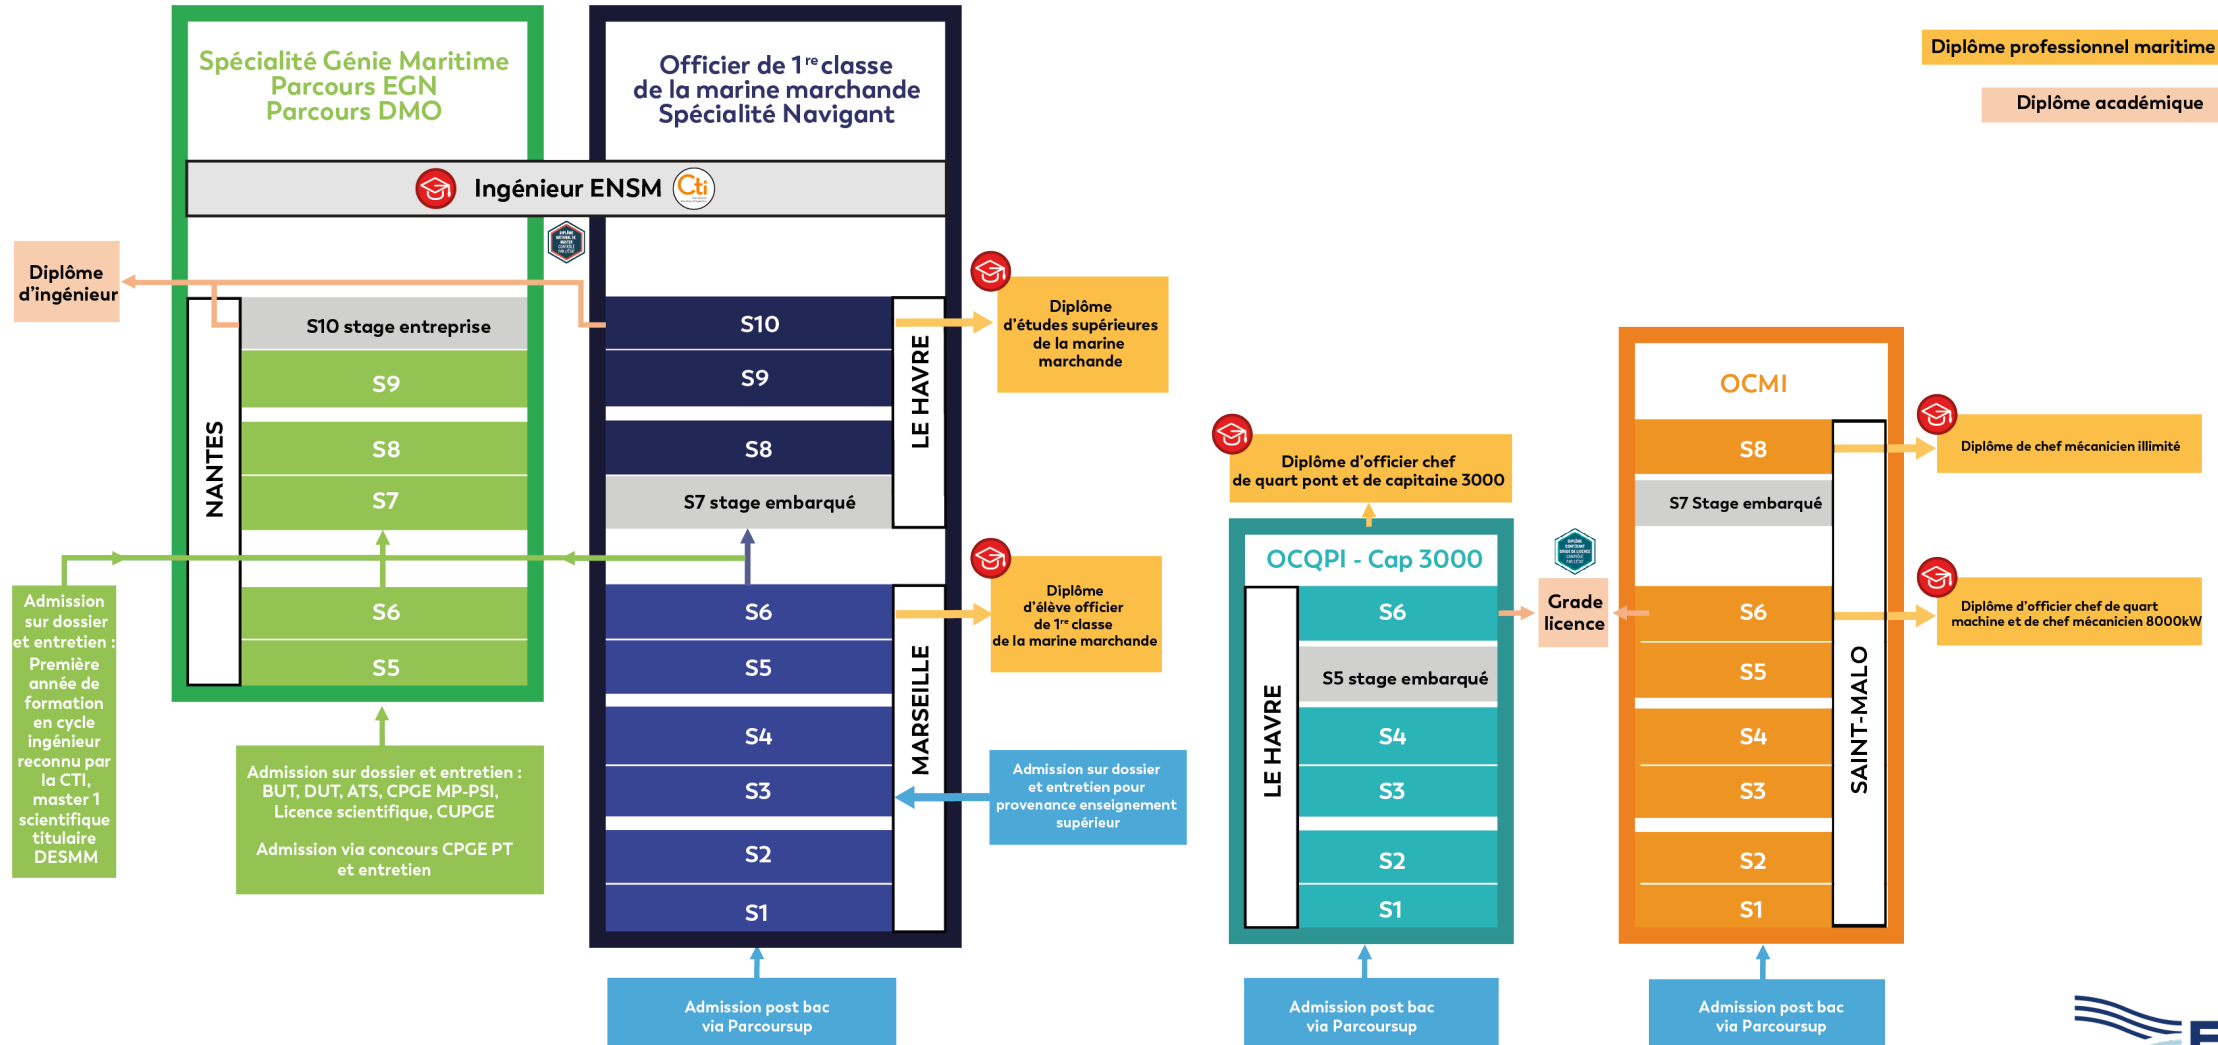 Spécialité Génie Maritime
Parcours EGN
Parcours DMO
Officier de 1re classe
de la marine marchande
Spécialité Navigant
Diplôme professionnel maritime
Diplôme académique
Ingénieur ENSM
Cti
Diplôme
d'ingénieur
NANTES
S10 stage entreprise
S9
S8
S7
S6
S5
Admission
sur dossier
et entretien :
Première
année de
formation
en cycle
ingénieur
reconnu par
la CTI,
master 1
scientifique
titulaire
DESMM
Admission sur dossier et entretien :
BUT, DUT, ATS, CPGE MP-PSI,
Licence scientifique, CUPGE
Admission via concours CPGE PT
et entretien
S10
S9
S8
S7 stage embarqué
LE HAVRE
S6
S5
S4
S3
S2
S1
MARSEILLE
Diplôme
d'études supérieures
de la marine
marchande
Diplôme
d'élève officier
de 1re classe
de la marine marchande
Admission sur dossier
et entretien pour
provenance enseignement
supérieur
Admission post bac
via Parcoursup
Diplôme d'officier chef
de quart pont et de capitaine 3000
OCQPI - Cap 3000
LE HAVRE
S6
S5 stage embarqué
S4
S3
S2
S1
Admission post bac
via Parcoursup
Grade
licence
OCMI
S8
S7 Stage embarqué
S6
S5
S4
S3
S2
S1
SAINT-MALO
Diplôme de chef mécanicien illimité
Diplôme d'officier chef de quart
machine et de chef mécanicien 8000kW
Admission post bac
via Parcoursup